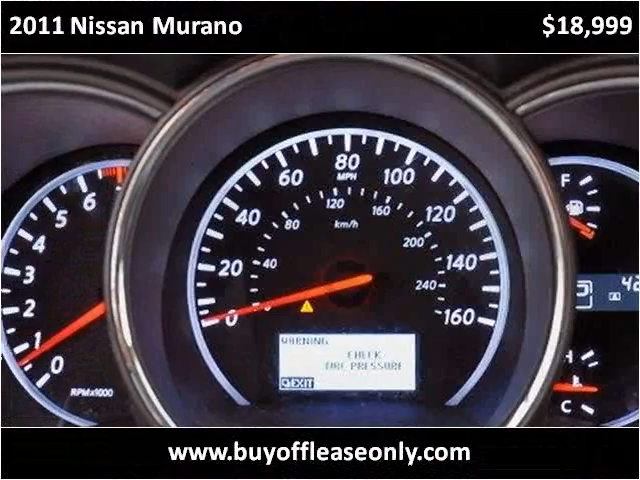 2011 Nissan Murano $18,999
80
MPH
60 100
40 120
20 140
0 160
120 160
80 km/h 200
40 240
6
5
4
3
2
1
0
RPMx1000
F
42
H
C
WARNING
CHECK
TIRE PRESSURE
EXIT
www.buyoffleaseonly.com